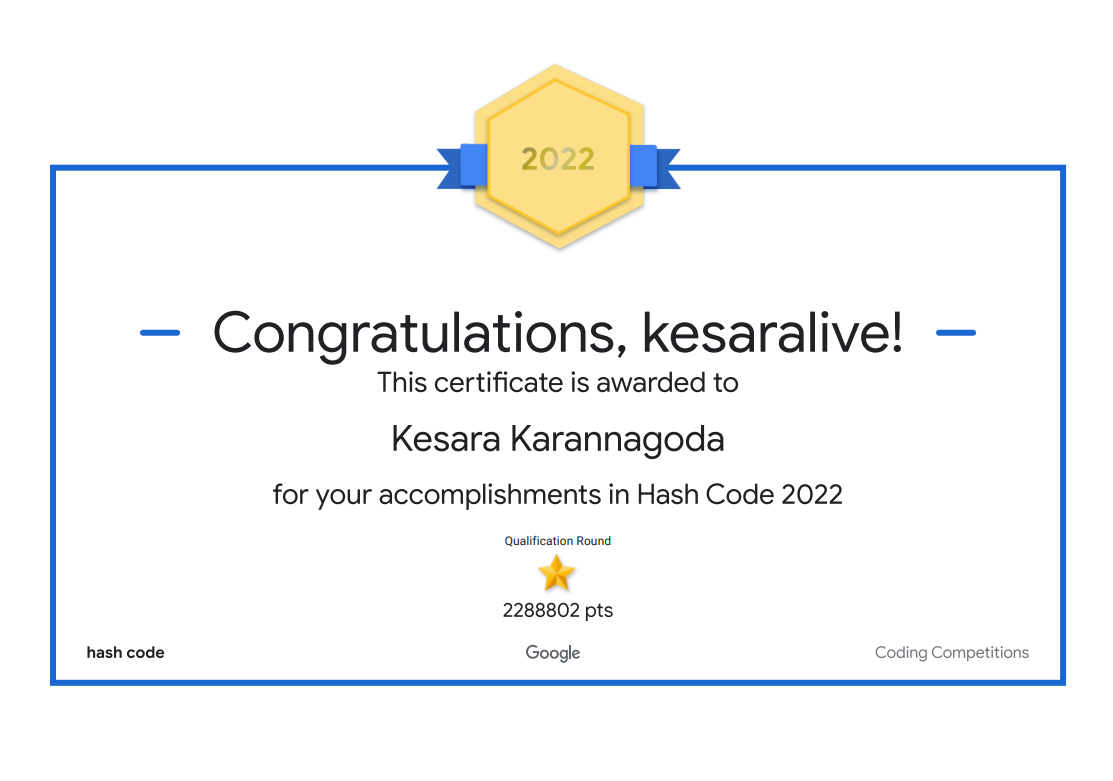 2022
Congratulations, kesaralive!
This certificate is awarded to
Kesara Karannagoda
for your accomplishments in Hash Code 2022
Qualification Round
2288802 pts
hash code
Google
Coding Competitions